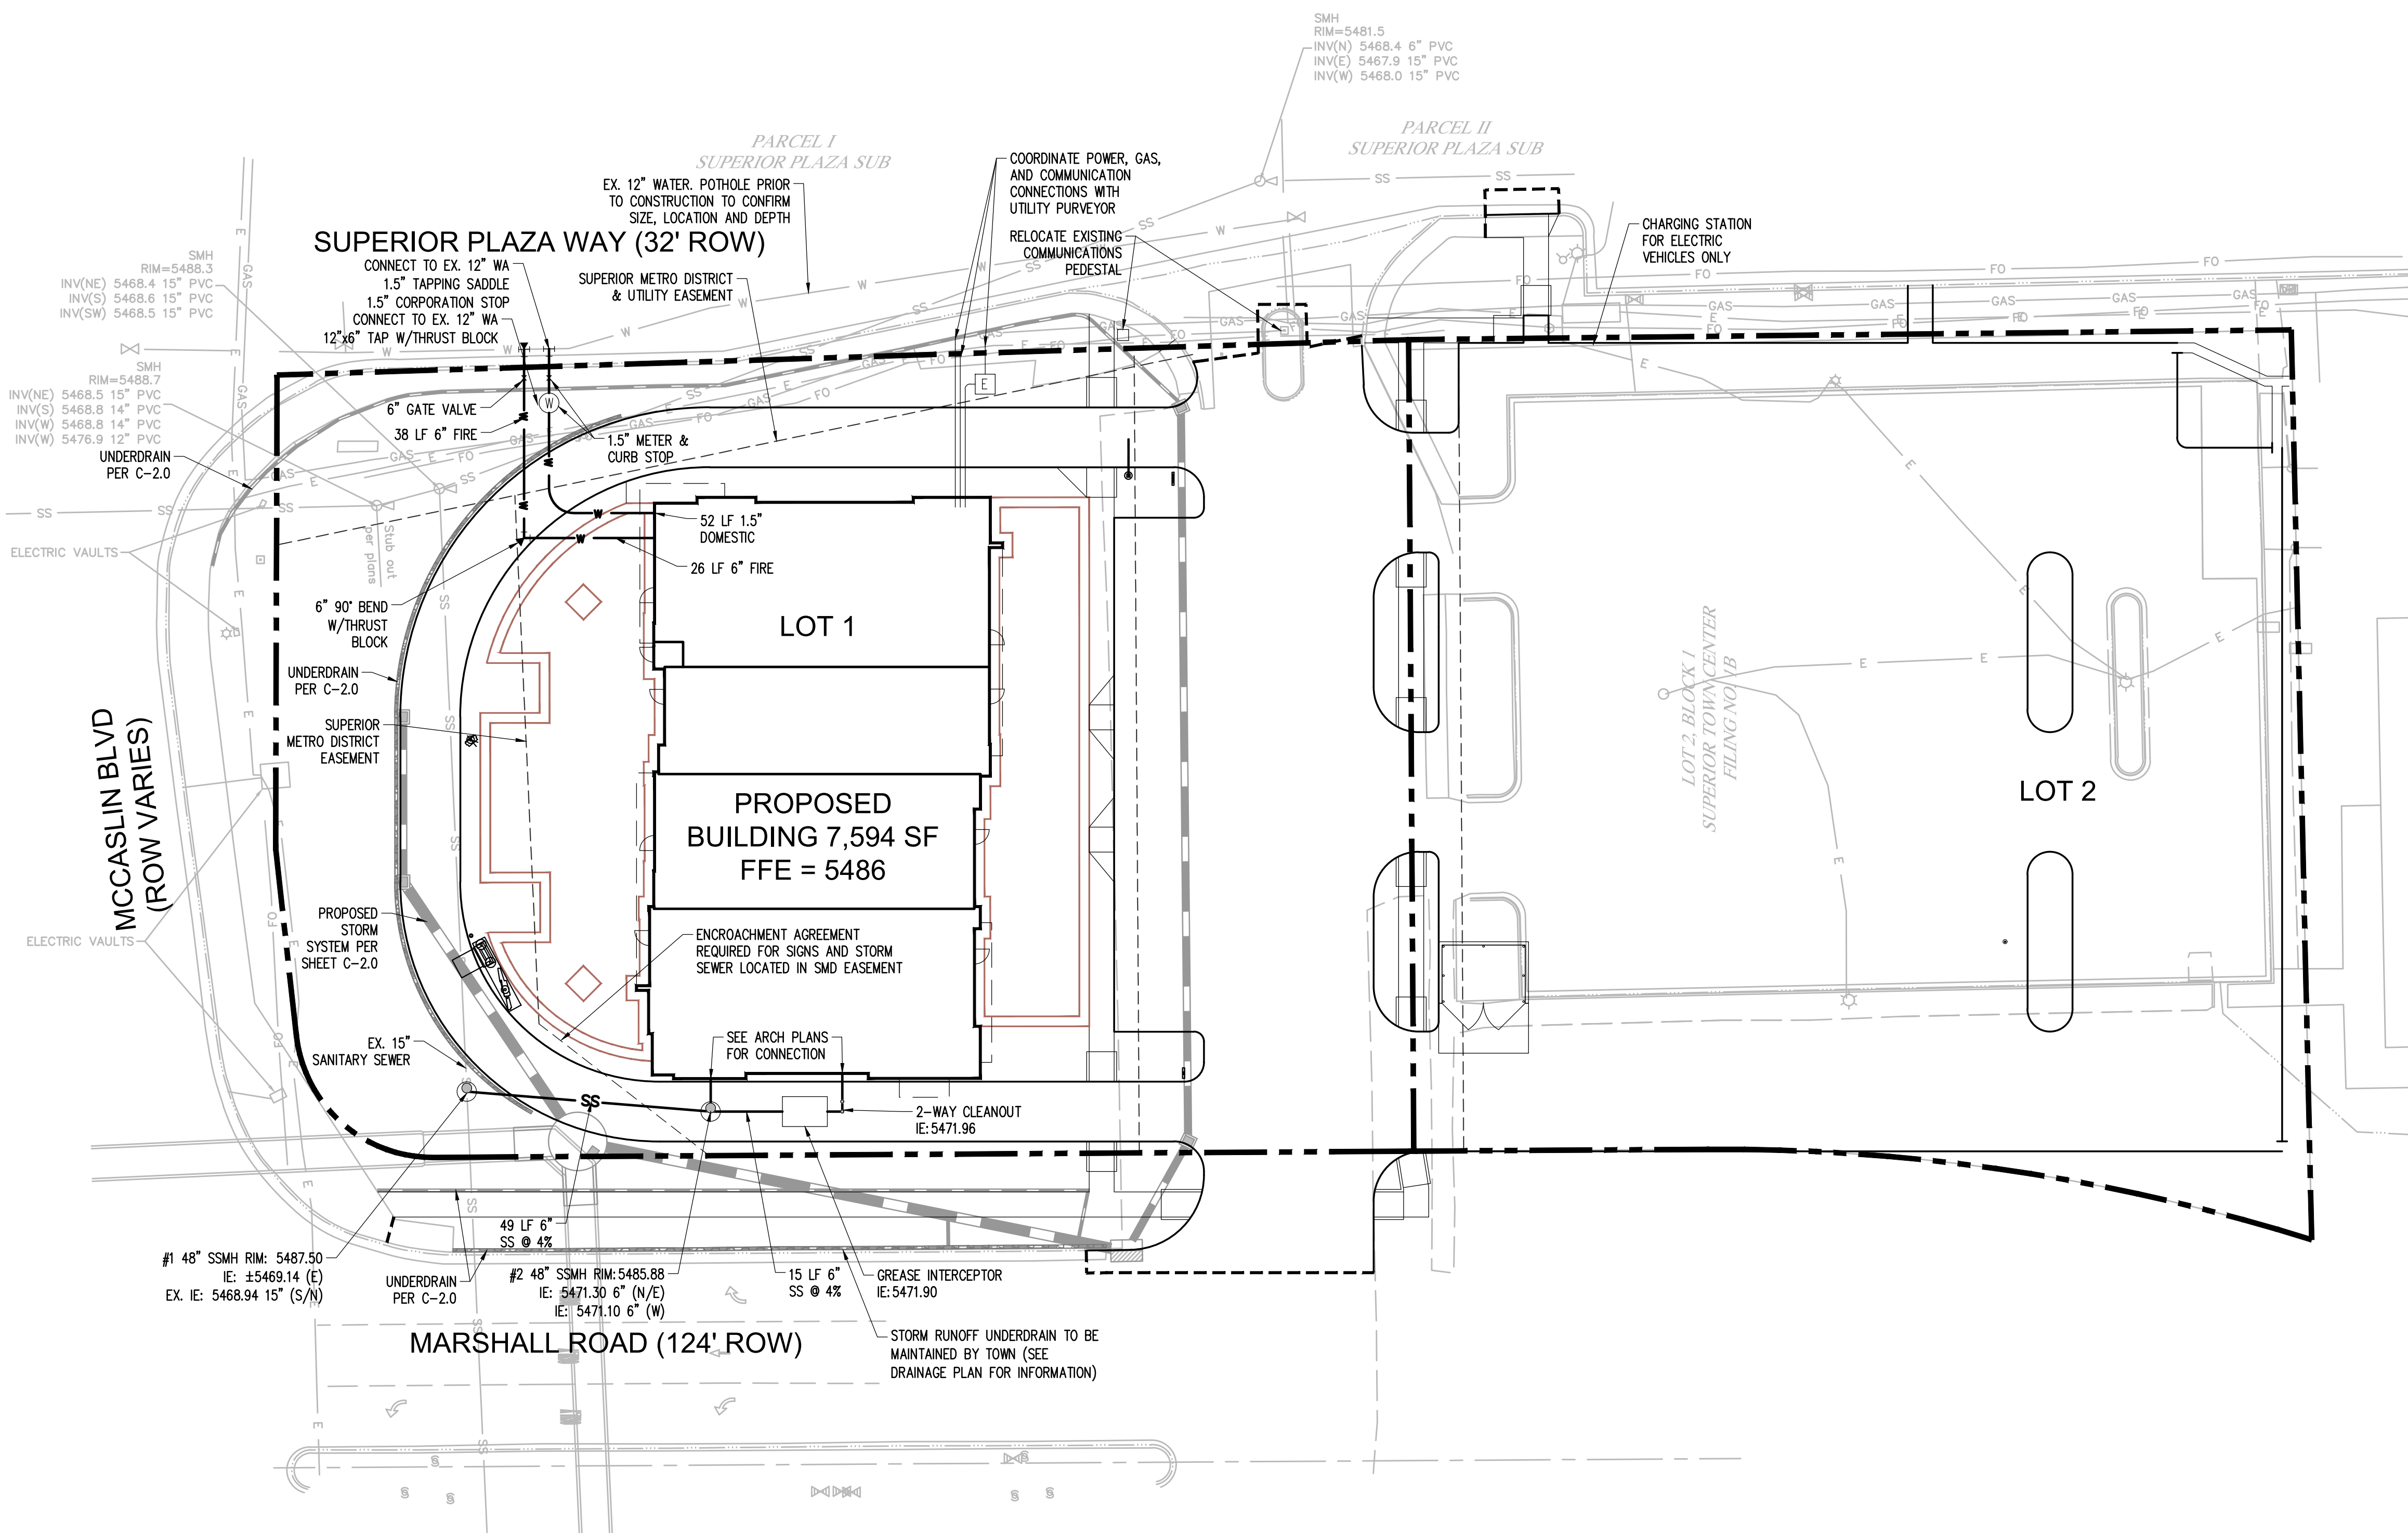 SMH
RIM=5481.5
INV(N) 5468.4 6" PVC
INV(E) 5467.9 15" PVC
INV(W) 5468.0 15" PVC
PARCEL I
SUPERIOR PLAZA SUB
PARCEL II
SUPERIOR PLAZA SUB
EX. 12" WATER. POTHOLE PRIOR
TO CONSTRUCTION TO CONFIRM
SIZE, LOCATION AND DEPTH
COORDINATE POWER, GAS,
AND COMMUNICATION
CONNECTIONS WITH
UTILITY PURVEYOR
RELOCATE EXISTING
COMMUNICATIONS
PEDESTAL
CHARGING STATION
FOR ELECTRIC
VEHICLES ONLY
SUPERIOR PLAZA WAY (32' ROW)
CONNECT TO EX. 12" WA
1.5" TAPPING SADDLE
1.5" CORPORATION STOP
CONNECT TO EX. 12" WA
12"x6" TAP W/THRUST BLOCK
SUPERIOR METRO DISTRICT
& UTILITY EASEMENT
SMH
RIM=5488.3
INV(NE) 5468.4 15" PVC
INV(S) 5468.6 15" PVC
INV(SW) 5468.5 15" PVC
SMH
RIM=5488.7
INV(NE) 5468.5 15" PVC
INV(S) 5468.8 14" PVC
INV(W) 5468.8 14" PVC
INV(W) 5476.9 12" PVC
UNDERDRAIN
PER C-2.0
6" GATE VALVE
38 LF 6" FIRE
W
E
1.5" METER &
CURB STOP
52 LF 1.5"
DOMESTIC
26 LF 6" FIRE
ELECTRIC VAULTS
Stub out
per plans
6" 90° BEND
W/THRUST
BLOCK
LOT 1
UNDERDRAIN
PER C-2.0
SUPERIOR
METRO DISTRICT
EASEMENT
MCCASLIN BLVD
(ROW VARIES)
PROPOSED
BUILDING 7,594 SF
FFE = 5486
LOT 2, BLOCK 1
SUPERIOR TOWN CENTER
FILING NO. 1B
LOT 2
PROPOSED
STORM
SYSTEM PER
SHEET C-2.0
ELECTRIC VAULTS
ENCROACHMENT AGREEMENT
REQUIRED FOR SIGNS AND STORM
SEWER LOCATED IN SMD EASEMENT
EX. 15"
SANITARY SEWER
SEE ARCH PLANS
FOR CONNECTION
SS
2-WAY CLEANOUT
IE: 5471.96
49 LF 6"
SS @ 4%
#1 48" SSMH RIM: 5487.50
IE: ±5469.14 (E)
EX. IE: 5468.94 15" (S/N)
UNDERDRAIN
PER C-2.0
#2 48" SSMH RIM: 5485.88
IE: 5471.30 6" (N/E)
IE: 5471.10 6" (W)
15 LF 6"
SS @ 4%
GREASE INTERCEPTOR
IE: 5471.90
MARSHALL ROAD (124' ROW)
STORM RUNOFF UNDERDRAIN TO BE
MAINTAINED BY TOWN (SEE
DRAINAGE PLAN FOR INFORMATION)